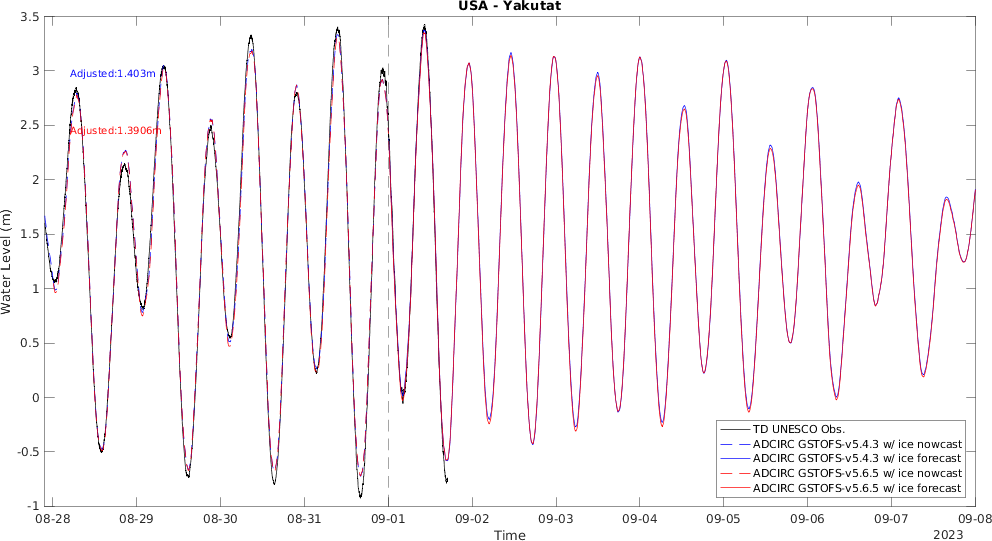 USA - Yakutat
3.5
3
2.5
2
1.5
1
0.5
0
-0.5
-1
Water Level (m)
Adjusted:1.403m
Adjusted:1.3906m
TD UNESCO Obs.
ADCIRC GSTOFS-v5.4.3 w/ ice nowcast
ADCIRC GSTOFS-v5.4.3 w/ ice forecast
ADCIRC GSTOFS-v5.6.5 w/ ice nowcast
ADCIRC GSTOFS-v5.6.5 w/ ice forecast
08-28 08-29 08-30 08-31 09-01 09-02 09-03 09-04 09-05 09-06 09-07 09-08
Time
2023